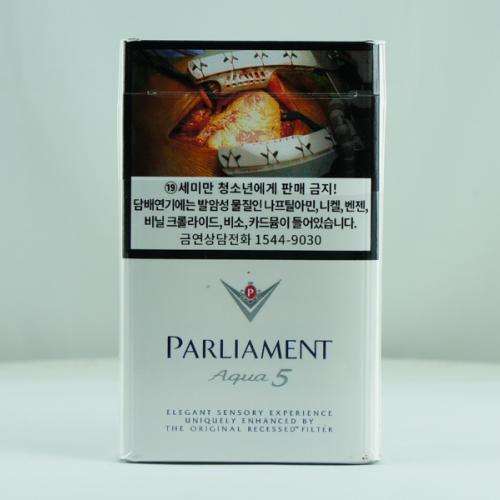 ⑲세미만 청소년에게 판매 금지!
담배연기에는 발암성 물질인 나프틸아민, 니켈, 벤젠,
비닐 크롤라이드, 비소, 카드뮴이 들어있습니다.
금연상담전화 1544-9030
P
PARLIAMENT
Aqua 5
ELEGANT SENSORY EXPERIENCE
UNIQUELY ENHANCED BY
THE ORIGINAL RECESSED FILTER